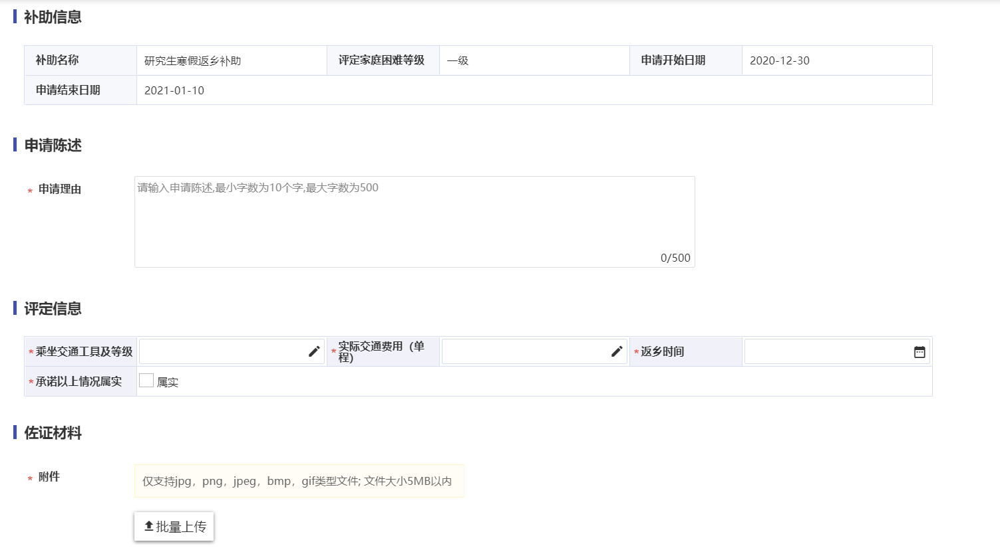 补助信息
补助名称 研究生寒假返乡补助 评定家庭困难等级 一级 申请开始日期 2020-12-30
申请结束日期 2021-01-10
申请陈述
* 申请理由 请输入申请陈述,最小字数为10个字,最大字数为500
0/500
评定信息
*乘坐交通工具及等级 *实际交通费用（单
程） *返乡时间
*承诺以上情况属实 属实
佐证材料
* 附件
仅支持jpg，png，jpeg，bmp，gif类型文件; 文件大小5MB以内
批量上传